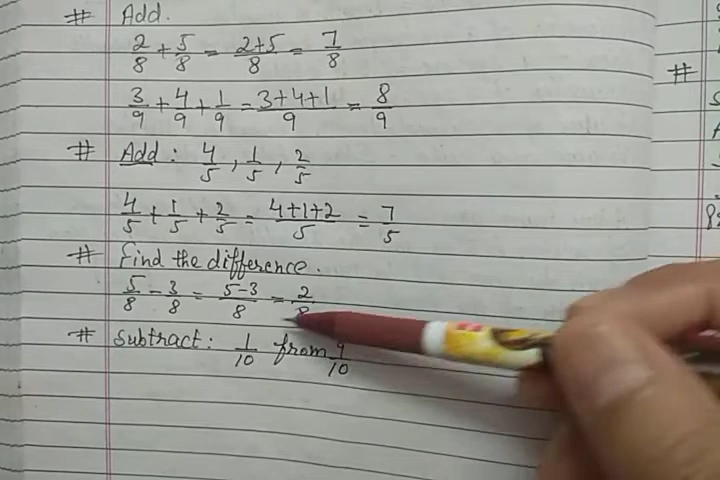 # Add.
2/8 + 5/8 = 2+5/8 = 7/8
3/9 + 4/9 + 1/9 = 3+4+1/9 = 8/9
# Add : 4/5 , 1/5 , 2/5
4/5 + 1/5 + 2/5 = 4+1+2/5 = 7/5
# Find the difference.
5/8 - 3/8 = 5-3/8 = 2/8
# Subtract : 1/10 from /10
#